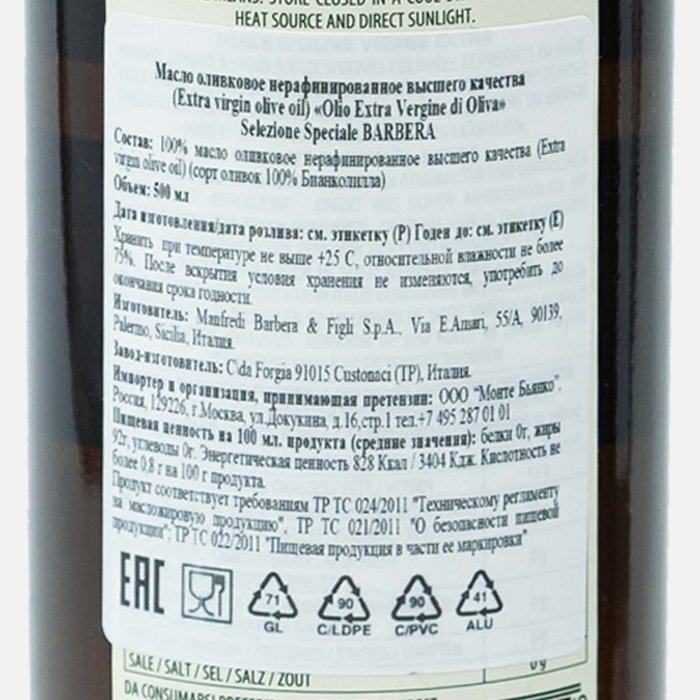 HEAT SOURCE AND DIRECT SUNLIGHT.
Масло оливковое нерафинированное высшего качества
(Extra virgin olive oil) «Olio Extra Vergine di Oliva»
Selezione Speciale BARBERA
Состав: 100% масло оливковое нерафинированное высшего качества (Extra
virgin olive oil) (сорт оливок 100% Бианколилла)
Объем: 500 мл
Дата изготовления/дата розлива: см. этикетку (P) Годен до: см. этикетку (E)
Хранить при температуре не выше +25 С, относительной влажности не более
75%. После вскрытия условия хранения не изменяются, употребить до
окончания срока годности.
Изготовитель: Manfredi Barbera & Figli S.p.A., Via E.Amari, 55/A, 90139,
Palermo, Sicilia, Италия.
Завод-изготовитель: C\da Forgia 91015 Custonaci (TP), Италия.
Импортер и организация, принимающая претензии: ООО "Монте Бьянко",
Россия, 129226, г.Москва, ул.Докукина, д.16,стр.1 тел.+7 495 287 01 01
Пищевая ценность на 100 мл. продукта (средние значения): белки 0г, жиры
92г, углеводы 0г. Энергетическая ценность 828 Ккал / 3404 Кдж. Кислотность не
более 0,8 г на 100 г продукта.
Продукт соответствует требованиям ТР ТС 024/2011 "Техническому регламенту
на масложировую продукцию", ТР ТС 021/2011 "О безопасности пищевой
продукции"; ТР ТС 022/2011 "Пищевая продукция в части ее маркировки"
EAC 71 90 90 41
GL C/LDPE C/PVC ALU
SALE / SALT / SEL / SALZ / ZOUT 0 g